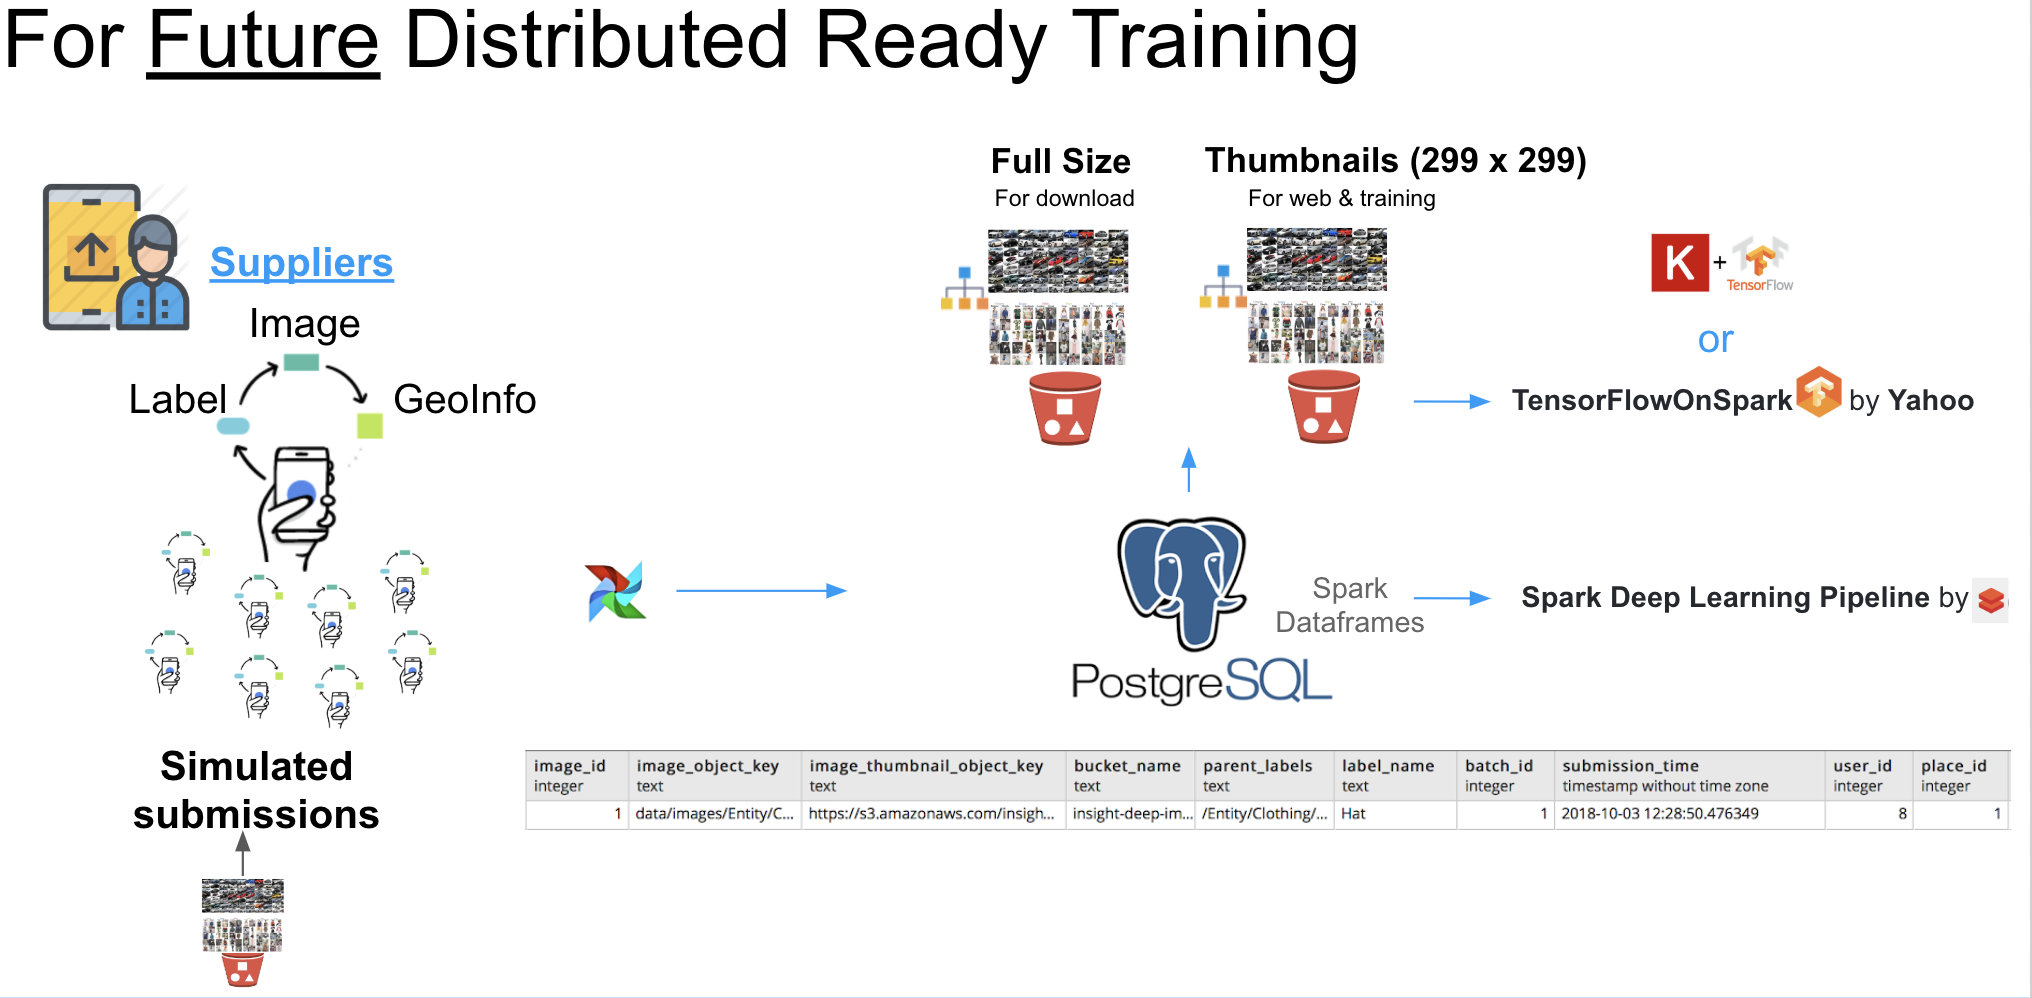 For Future Distributed Ready Training
Suppliers
Image
Label
GeoInfo
Simulated
submissions
Full Size
For download
Thumbnails (299 x 299)
For web & training
K
+
TensorFlow
or
TensorFlowOnSpark by Yahoo
Spark
Dataframes
Spark Deep Learning Pipeline by
PostgreSQL
image_id image_object_key image_thumbnail_object_key bucket_name parent_labels label_name batch_id submission_time user_id place_id
integer text text text text text integer timestamp without time zone integer integer
1 data/images/Entity/C... https://s3.amazonaws.com/insigh... insight-deep-im... /Entity/Clothing/... Hat 1 2018-10-03 12:28:50.476349 8 1